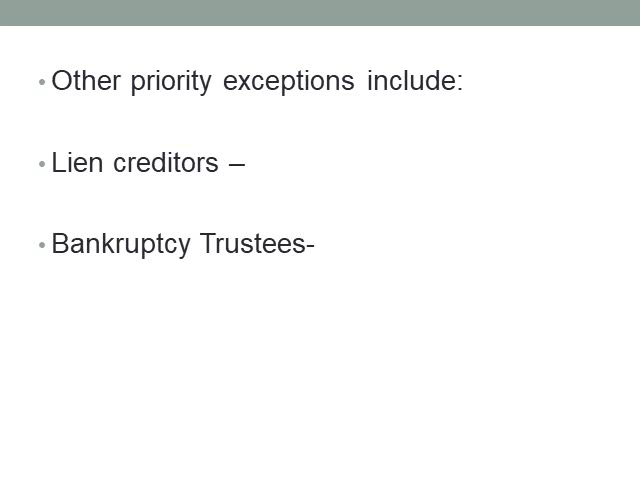 • Other priority exceptions include:
• Lien creditors –
• Bankruptcy Trustees-